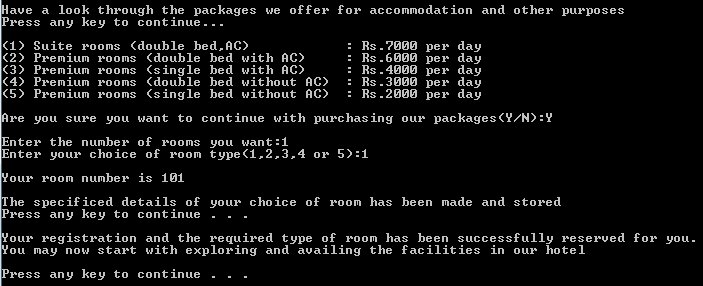 Have a look through the packages we offer for accommodation and other purposes
Press any key to continue...
(1) Suite rooms (double bed,AC) : Rs.7000 per day
(2) Premium rooms (double bed with AC) : Rs.6000 per day
(3) Premium rooms (single bed with AC) : Rs.4000 per day
(4) Premium rooms (double bed without AC) : Rs.3000 per day
(5) Premium rooms (single bed without AC) : Rs.2000 per day
Are you sure you want to continue with purchasing our packages(Y/N):Y
Enter the number of rooms you want:1
Enter your choice of room type(1,2,3,4 or 5):1
Your room number is 101
The specificed details of your choice of room has been made and stored
Press any key to continue . . .
Your registration and the required type of room has been successfully reserved for you.
You may now start with exploring and availing the facilities in our hotel
Press any key to continue . . .